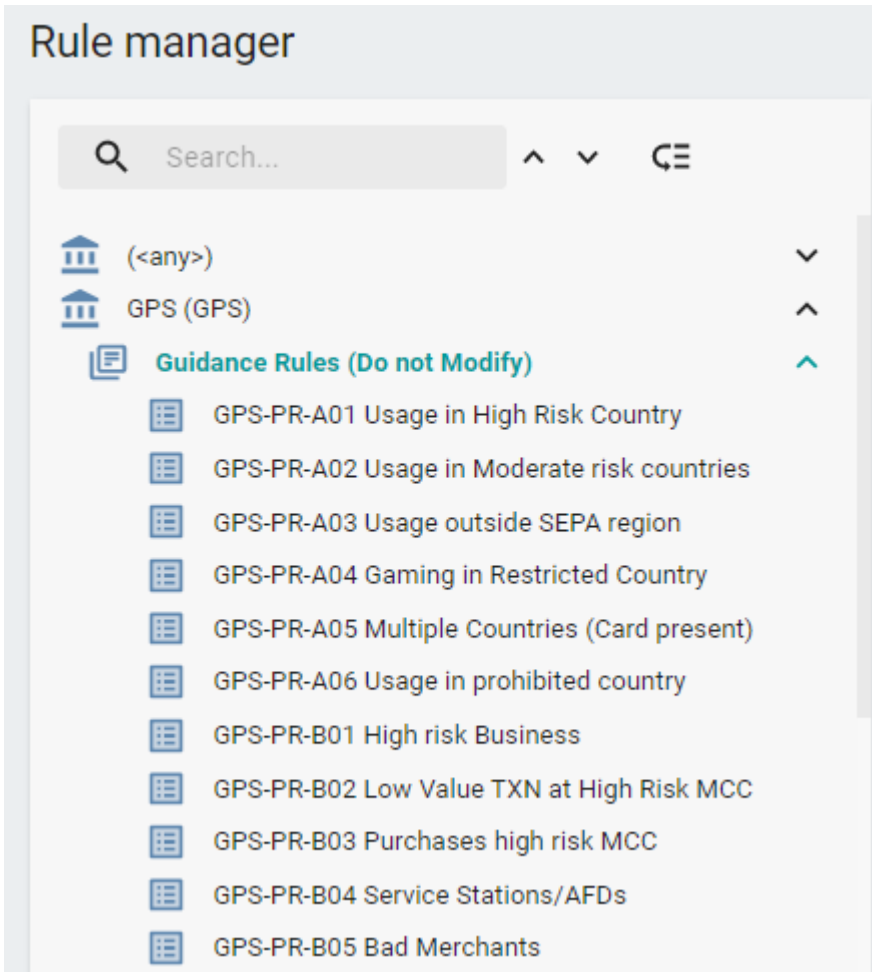 Rule manager
Search...
(<any>)
GPS (GPS)
Guidance Rules (Do not Modify)
GPS-PR-A01 Usage in High Risk Country
GPS-PR-A02 Usage in Moderate risk countries
GPS-PR-A03 Usage outside SEPA region
GPS-PR-A04 Gaming in Restricted Country
GPS-PR-A05 Multiple Countries (Card present)
GPS-PR-A06 Usage in prohibited country
GPS-PR-B01 High risk Business
GPS-PR-B02 Low Value TXN at High Risk MCC
GPS-PR-B03 Purchases high risk MCC
GPS-PR-B04 Service Stations/AFDs
GPS-PR-B05 Bad Merchants